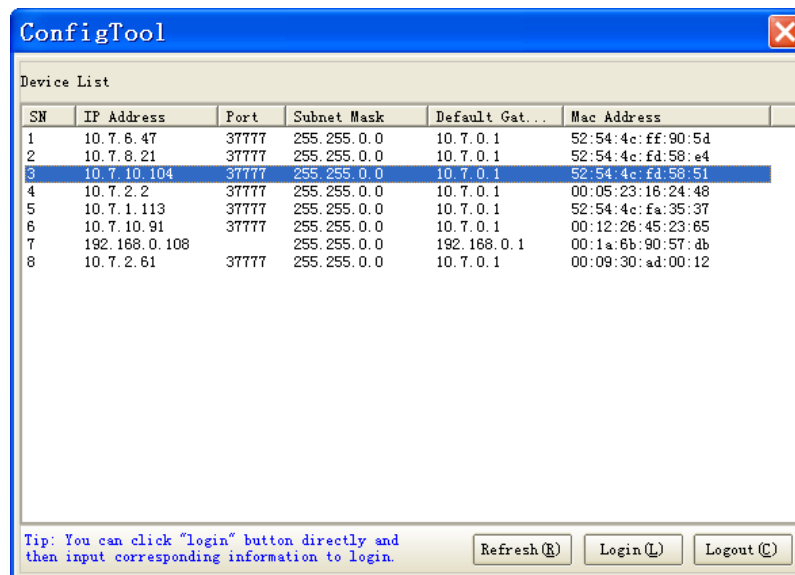 ConfigTool
Device List
SN IP Address Port Subnet Mask Default Gat... Mac Address
1 10.7.6.47 37777 255.255.0.0 10.7.0.1 52:54:4c:ff:90:5d
2 10.7.8.21 37777 255.255.0.0 10.7.0.1 52:54:4c:fd:58:e4
3 10.7.10.104 37777 255.255.0.0 10.7.0.1 52:54:4c:fd:58:51
4 10.7.2.2 37777 255.255.0.0 10.7.0.1 00:05:23:16:24:48
5 10.7.1.113 37777 255.255.0.0 10.7.0.1 52:54:4c:fa:35:37
6 10.7.10.91 37777 255.255.0.0 10.7.0.1 00:12:26:45:23:65
7 192.168.0.108 255.255.0.0 192.168.0.1 00:1a:6b:90:57:db
8 10.7.2.61 37777 255.255.0.0 10.7.0.1 00:09:30:ad:00:12
Tip: You can click "login" button directly and
then input corresponding information to login.
Refresh(R) Login(L) Logout(C)